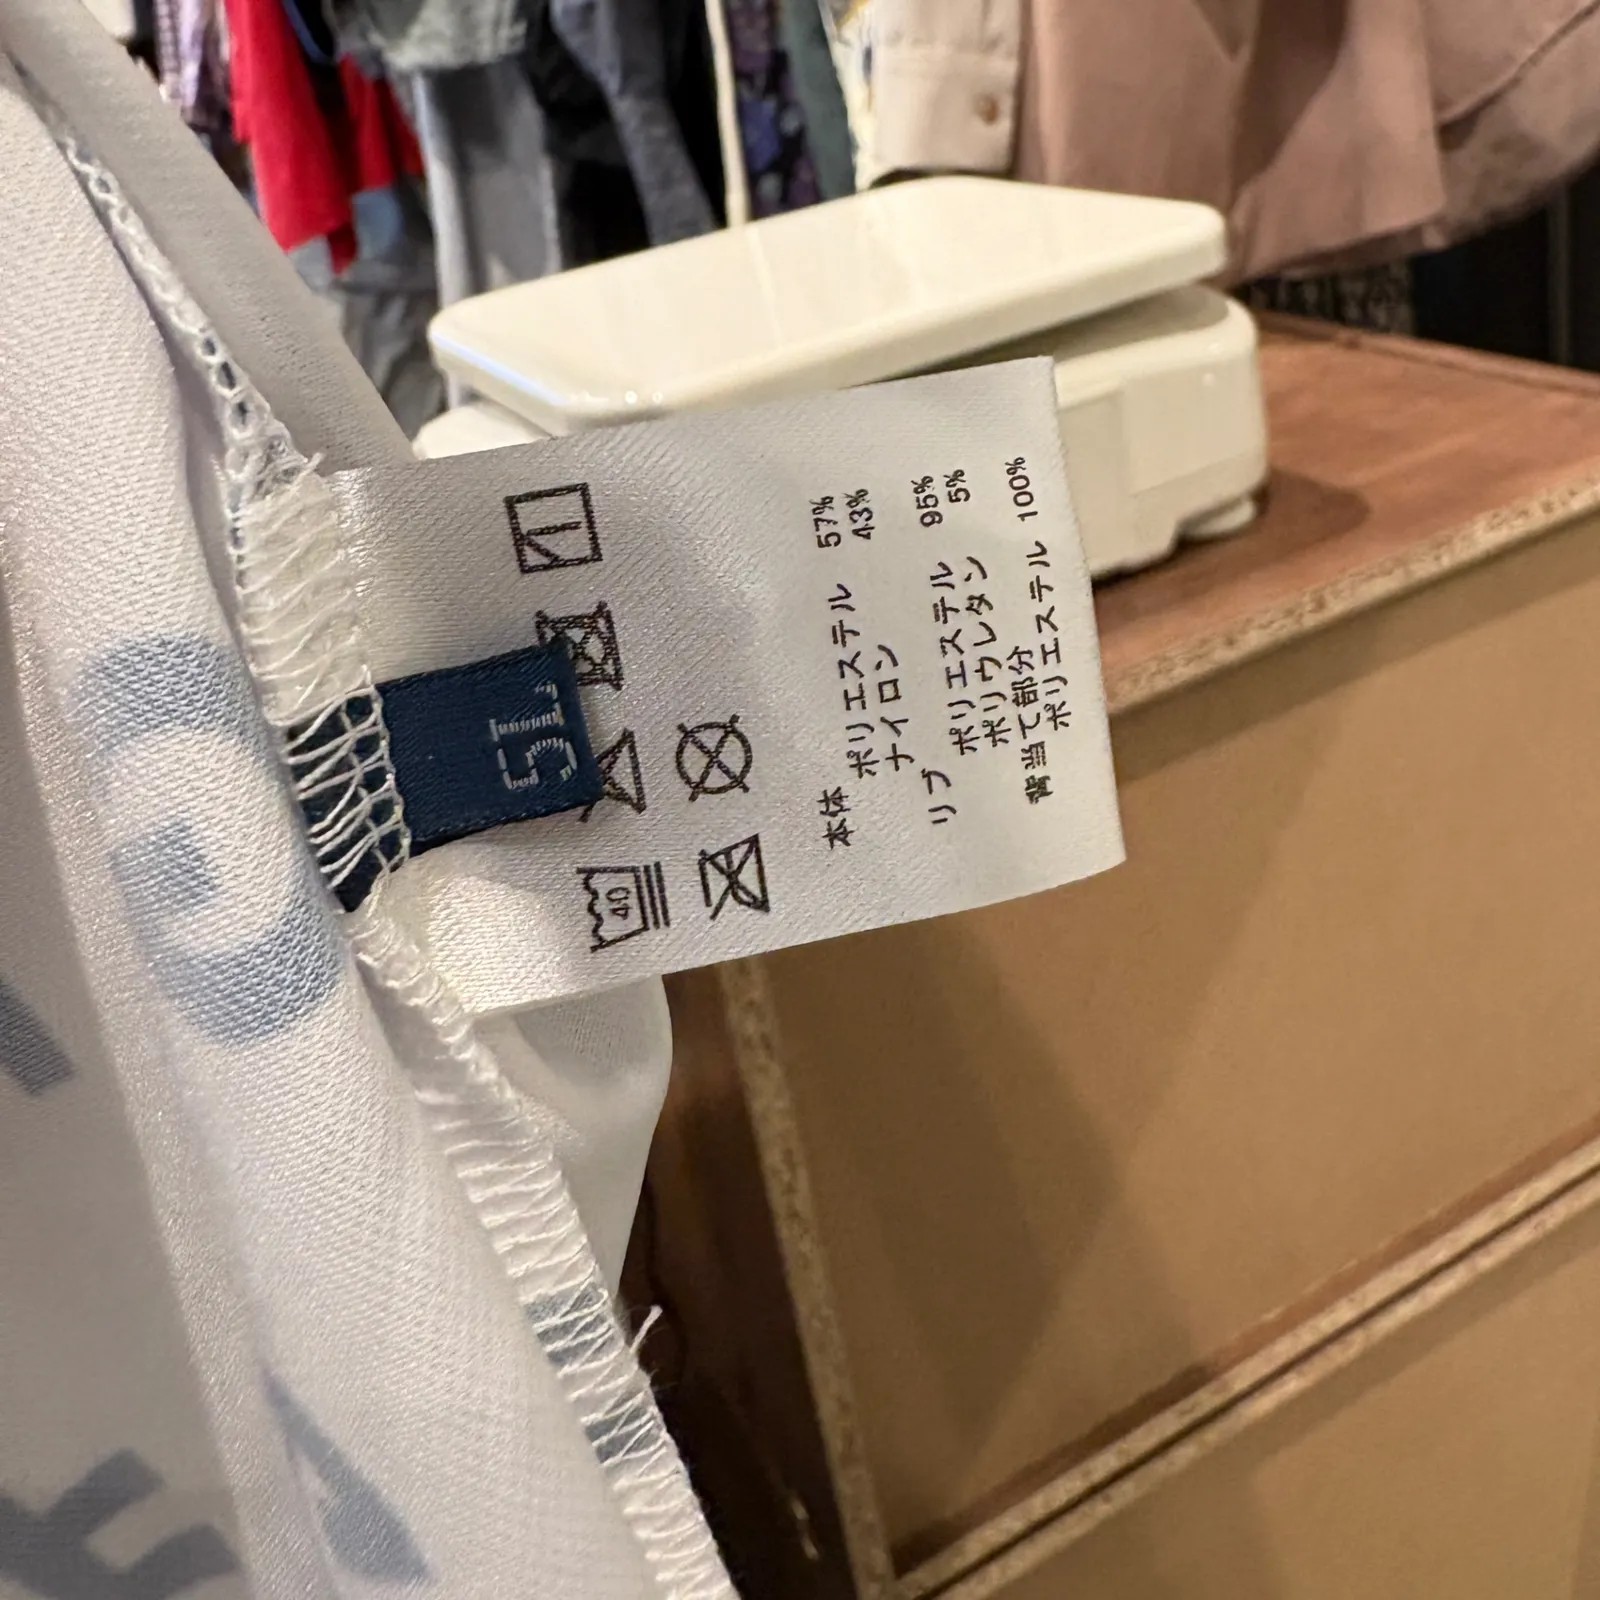 本体
ポリエステル 57%
ナイロン 43%
リブ
ポリエステル 95%
ポリウレタン 5%
背当て部分
ポリエステル 100%
40